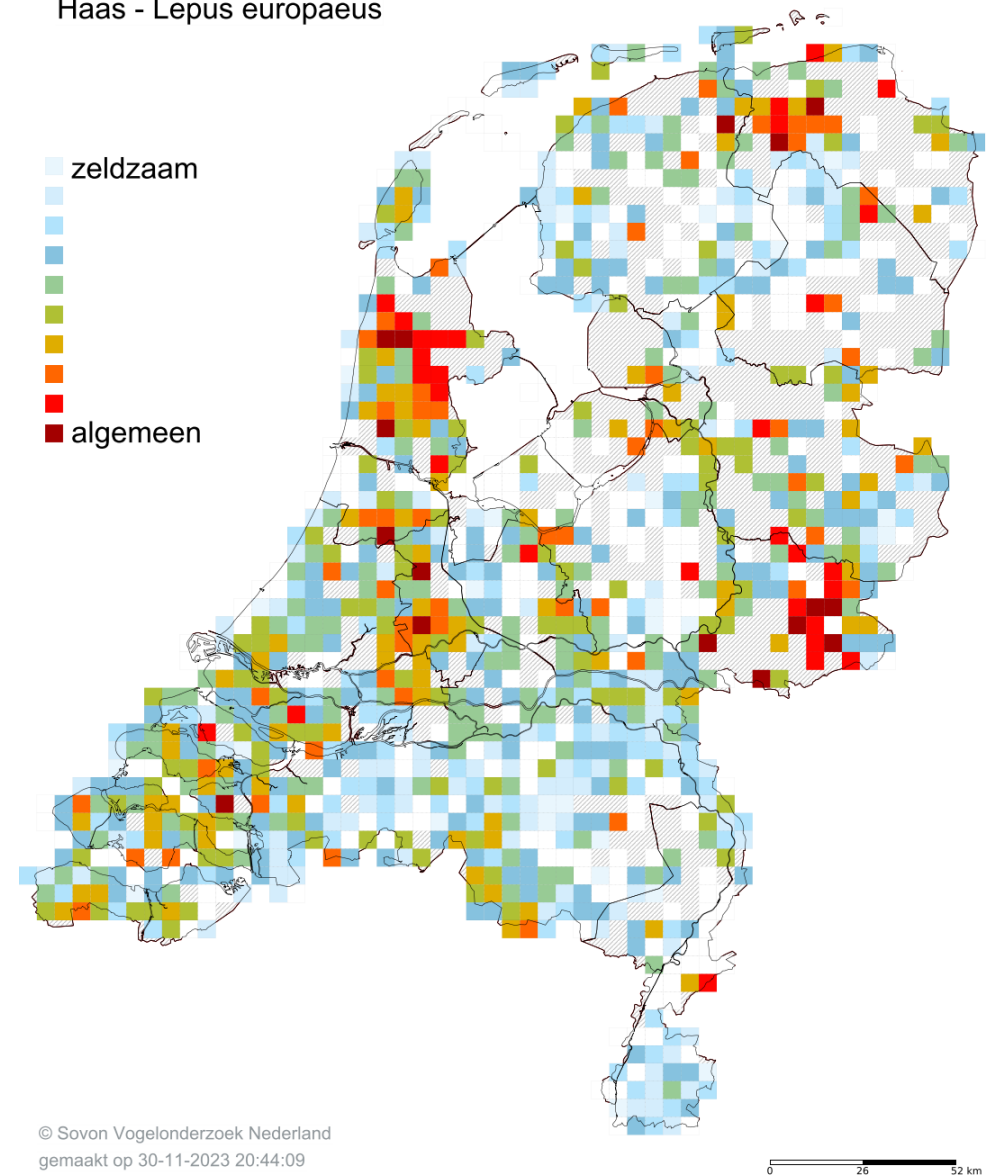 Haas - Lepus europaeus
zeldzaam
algemeen
© Sovon Vogelonderzoek Nederland
gemaakt op 30-11-2023 20:44:09
0 26 52 km